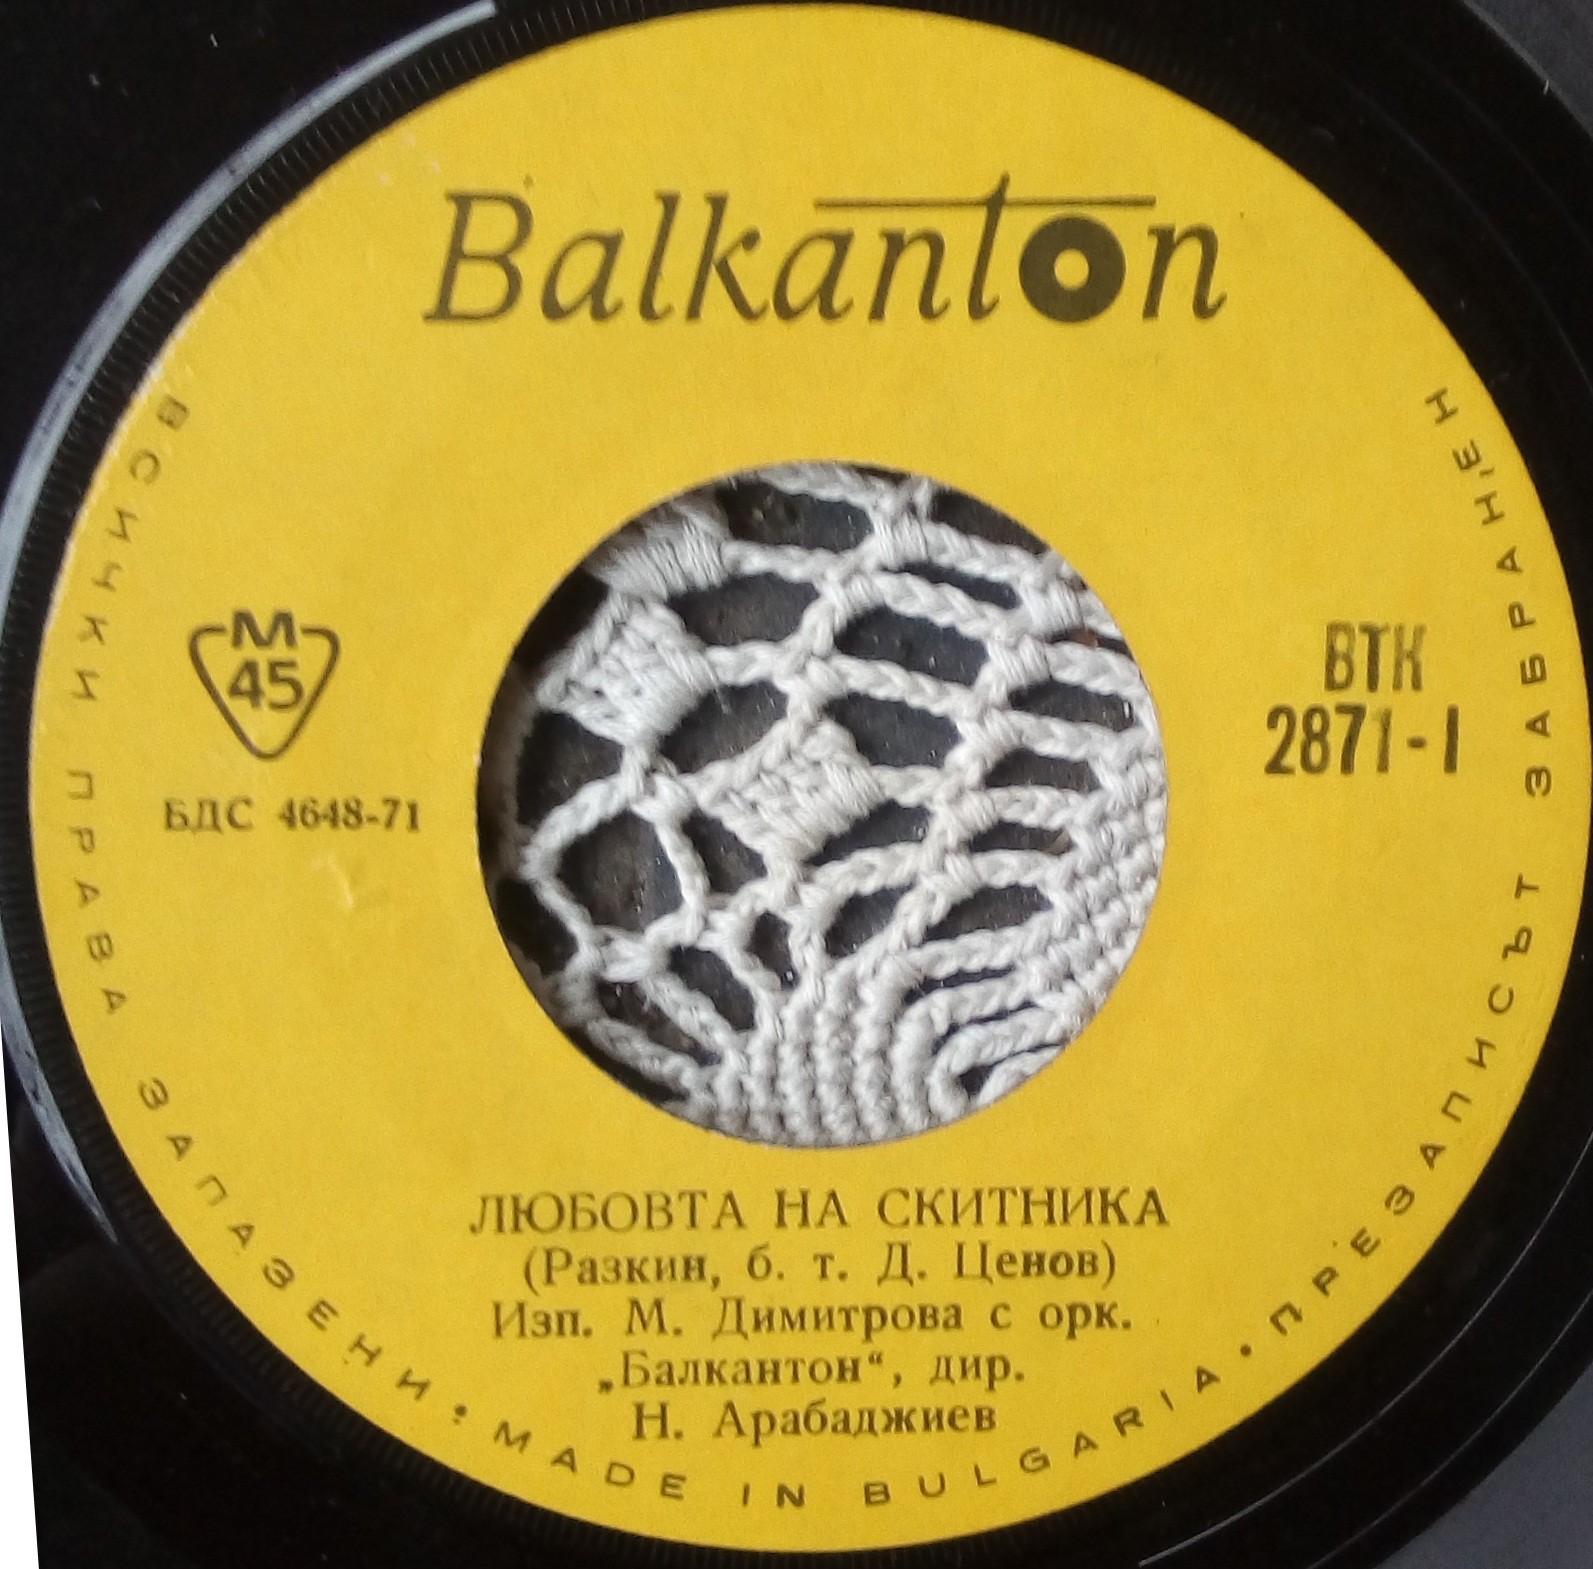 Balkanton
М
45
БДС 4648-71
ВТК
2871-I
ЛЮБОВТА НА СКИТНИКА
(Разкин, б. т. Д. Ценов)
Изп. М. Димитрова с орк.
„Балкантон“, дир.
Н. Арабаджиев
ВСИЧКИ ПРАВА ЗАПАЗЕНИ • MADE IN BULGARIA • ПРЕЗАПИСЪТ ЗАБРАНЕН